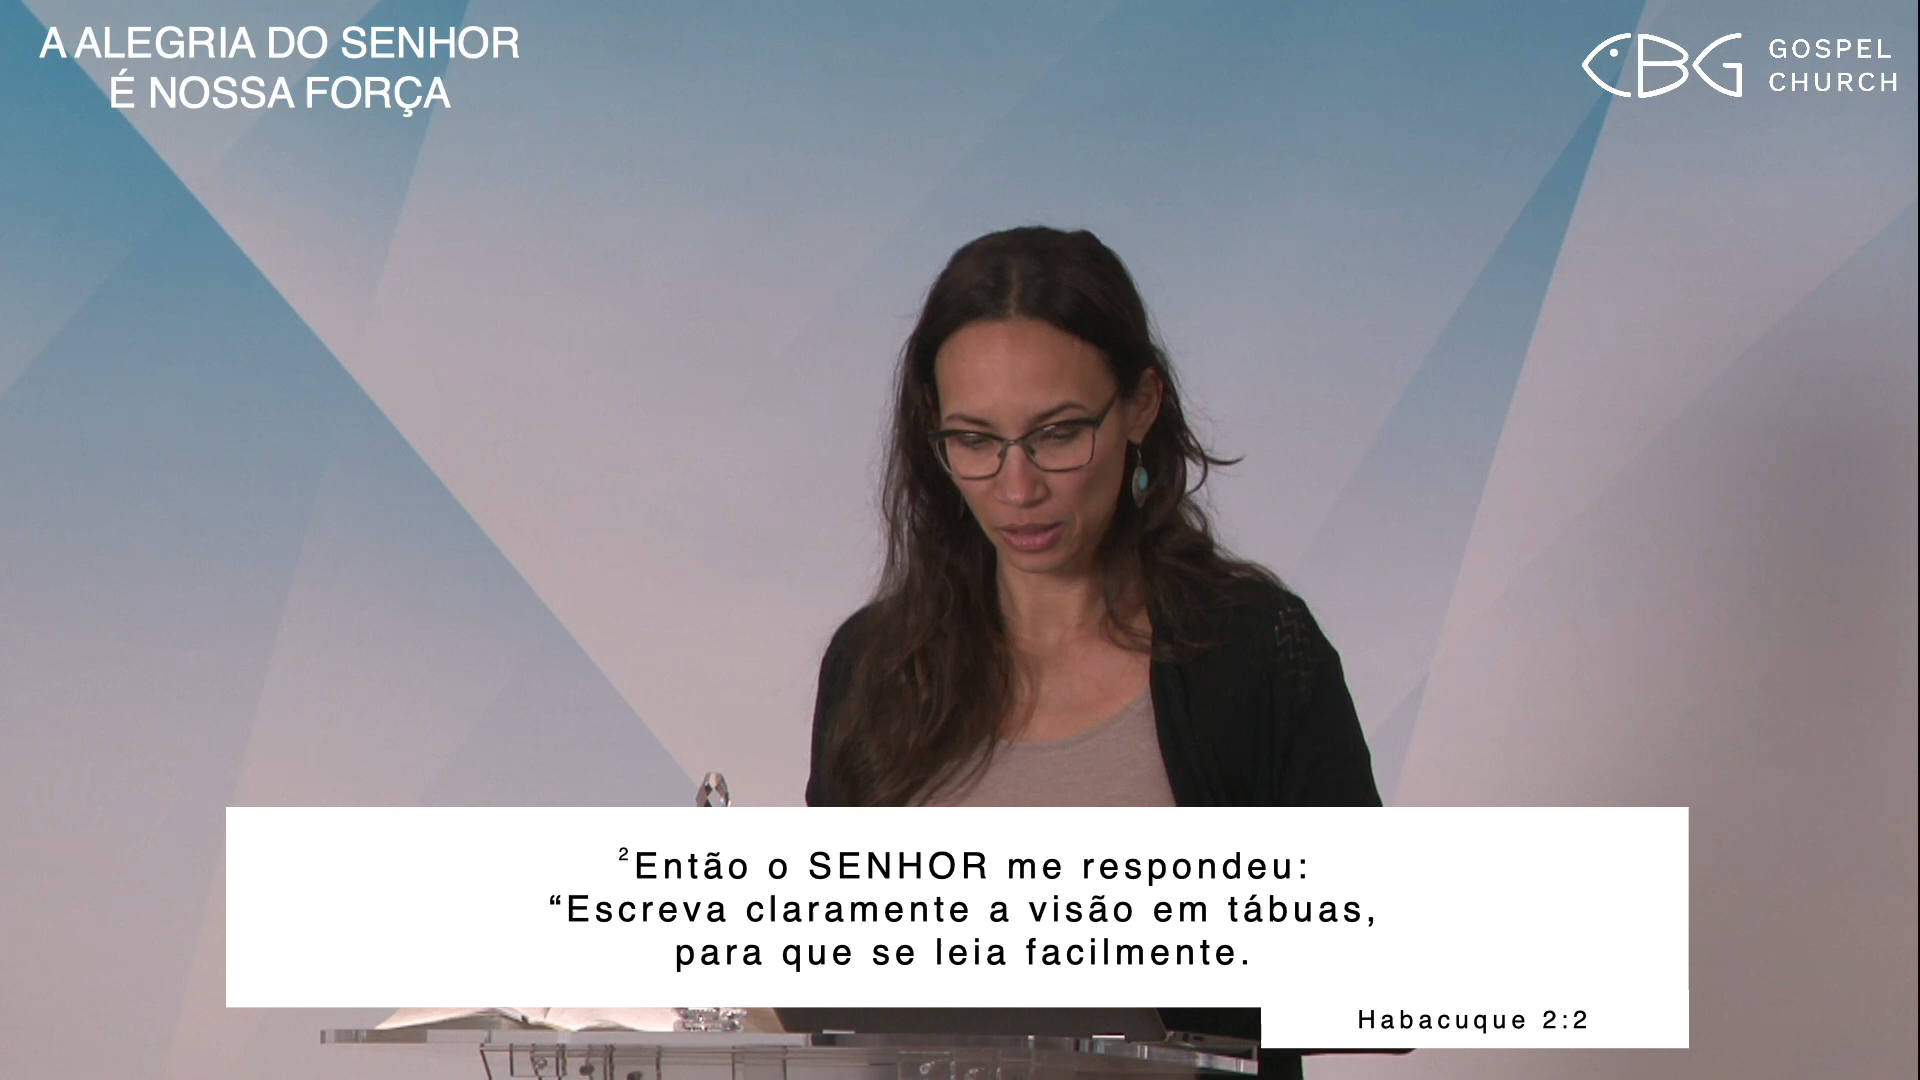 A ALEGRIA DO SENHOR
É NOSSA FORÇA
CBG GOSPEL
CHURCH
²Então o SENHOR me respondeu:
“Escreva claramente a visão em tábuas,
para que se leia facilmente.
Habacuque 2:2